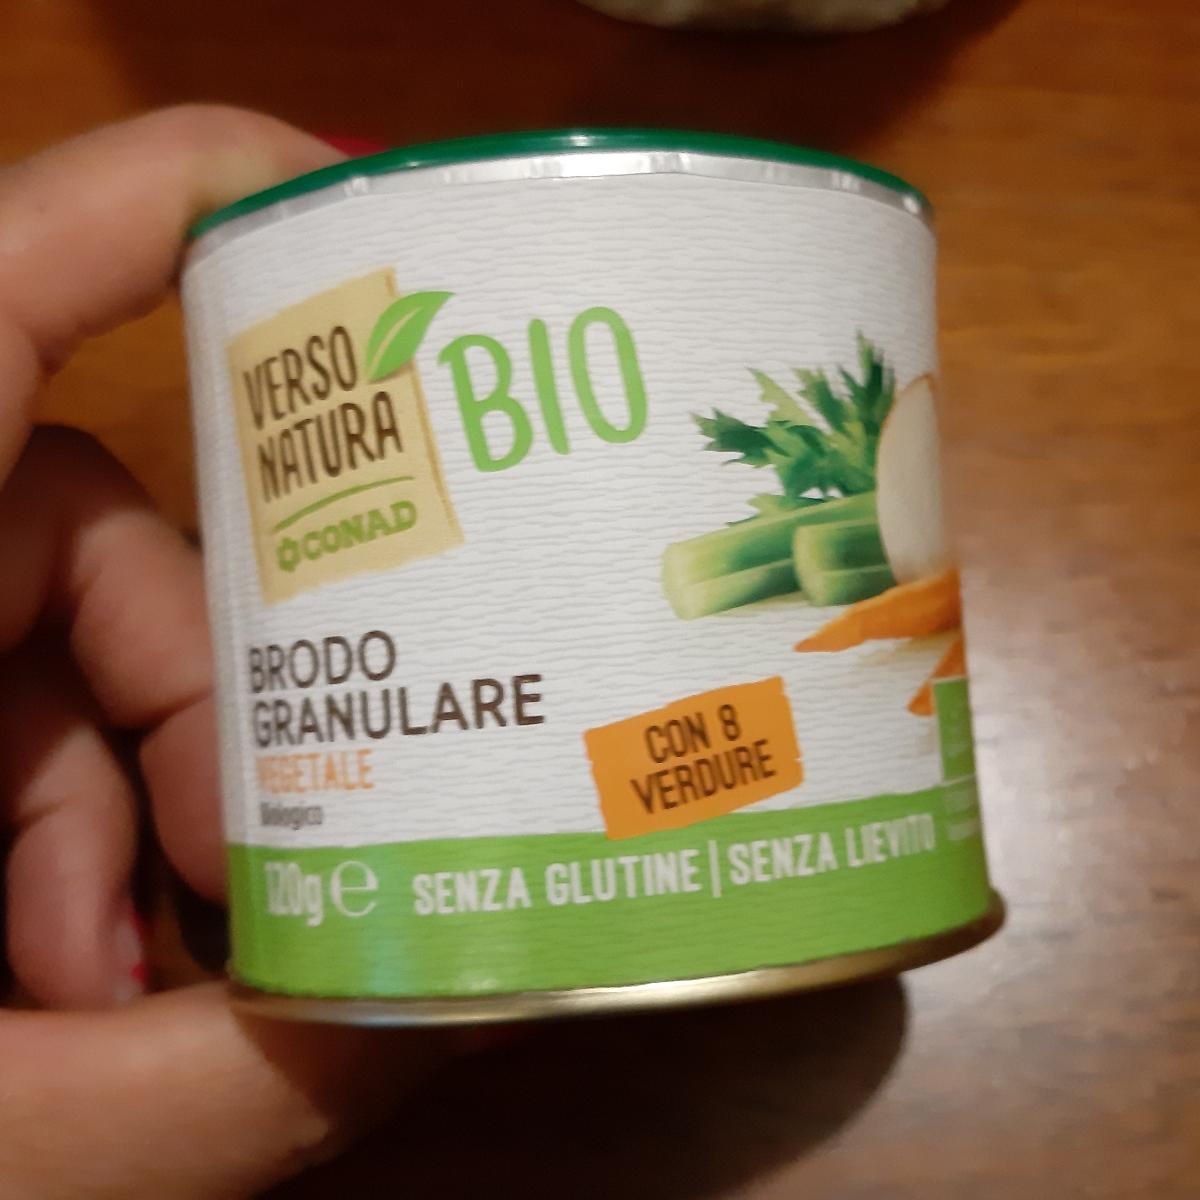 VERSO
NATURA
CONAD
BIO
BRODO
GRANULARE
VEGETALE
Biologico
CON 8
VERDURE
120g e SENZA GLUTINE | SENZA LIEVITO